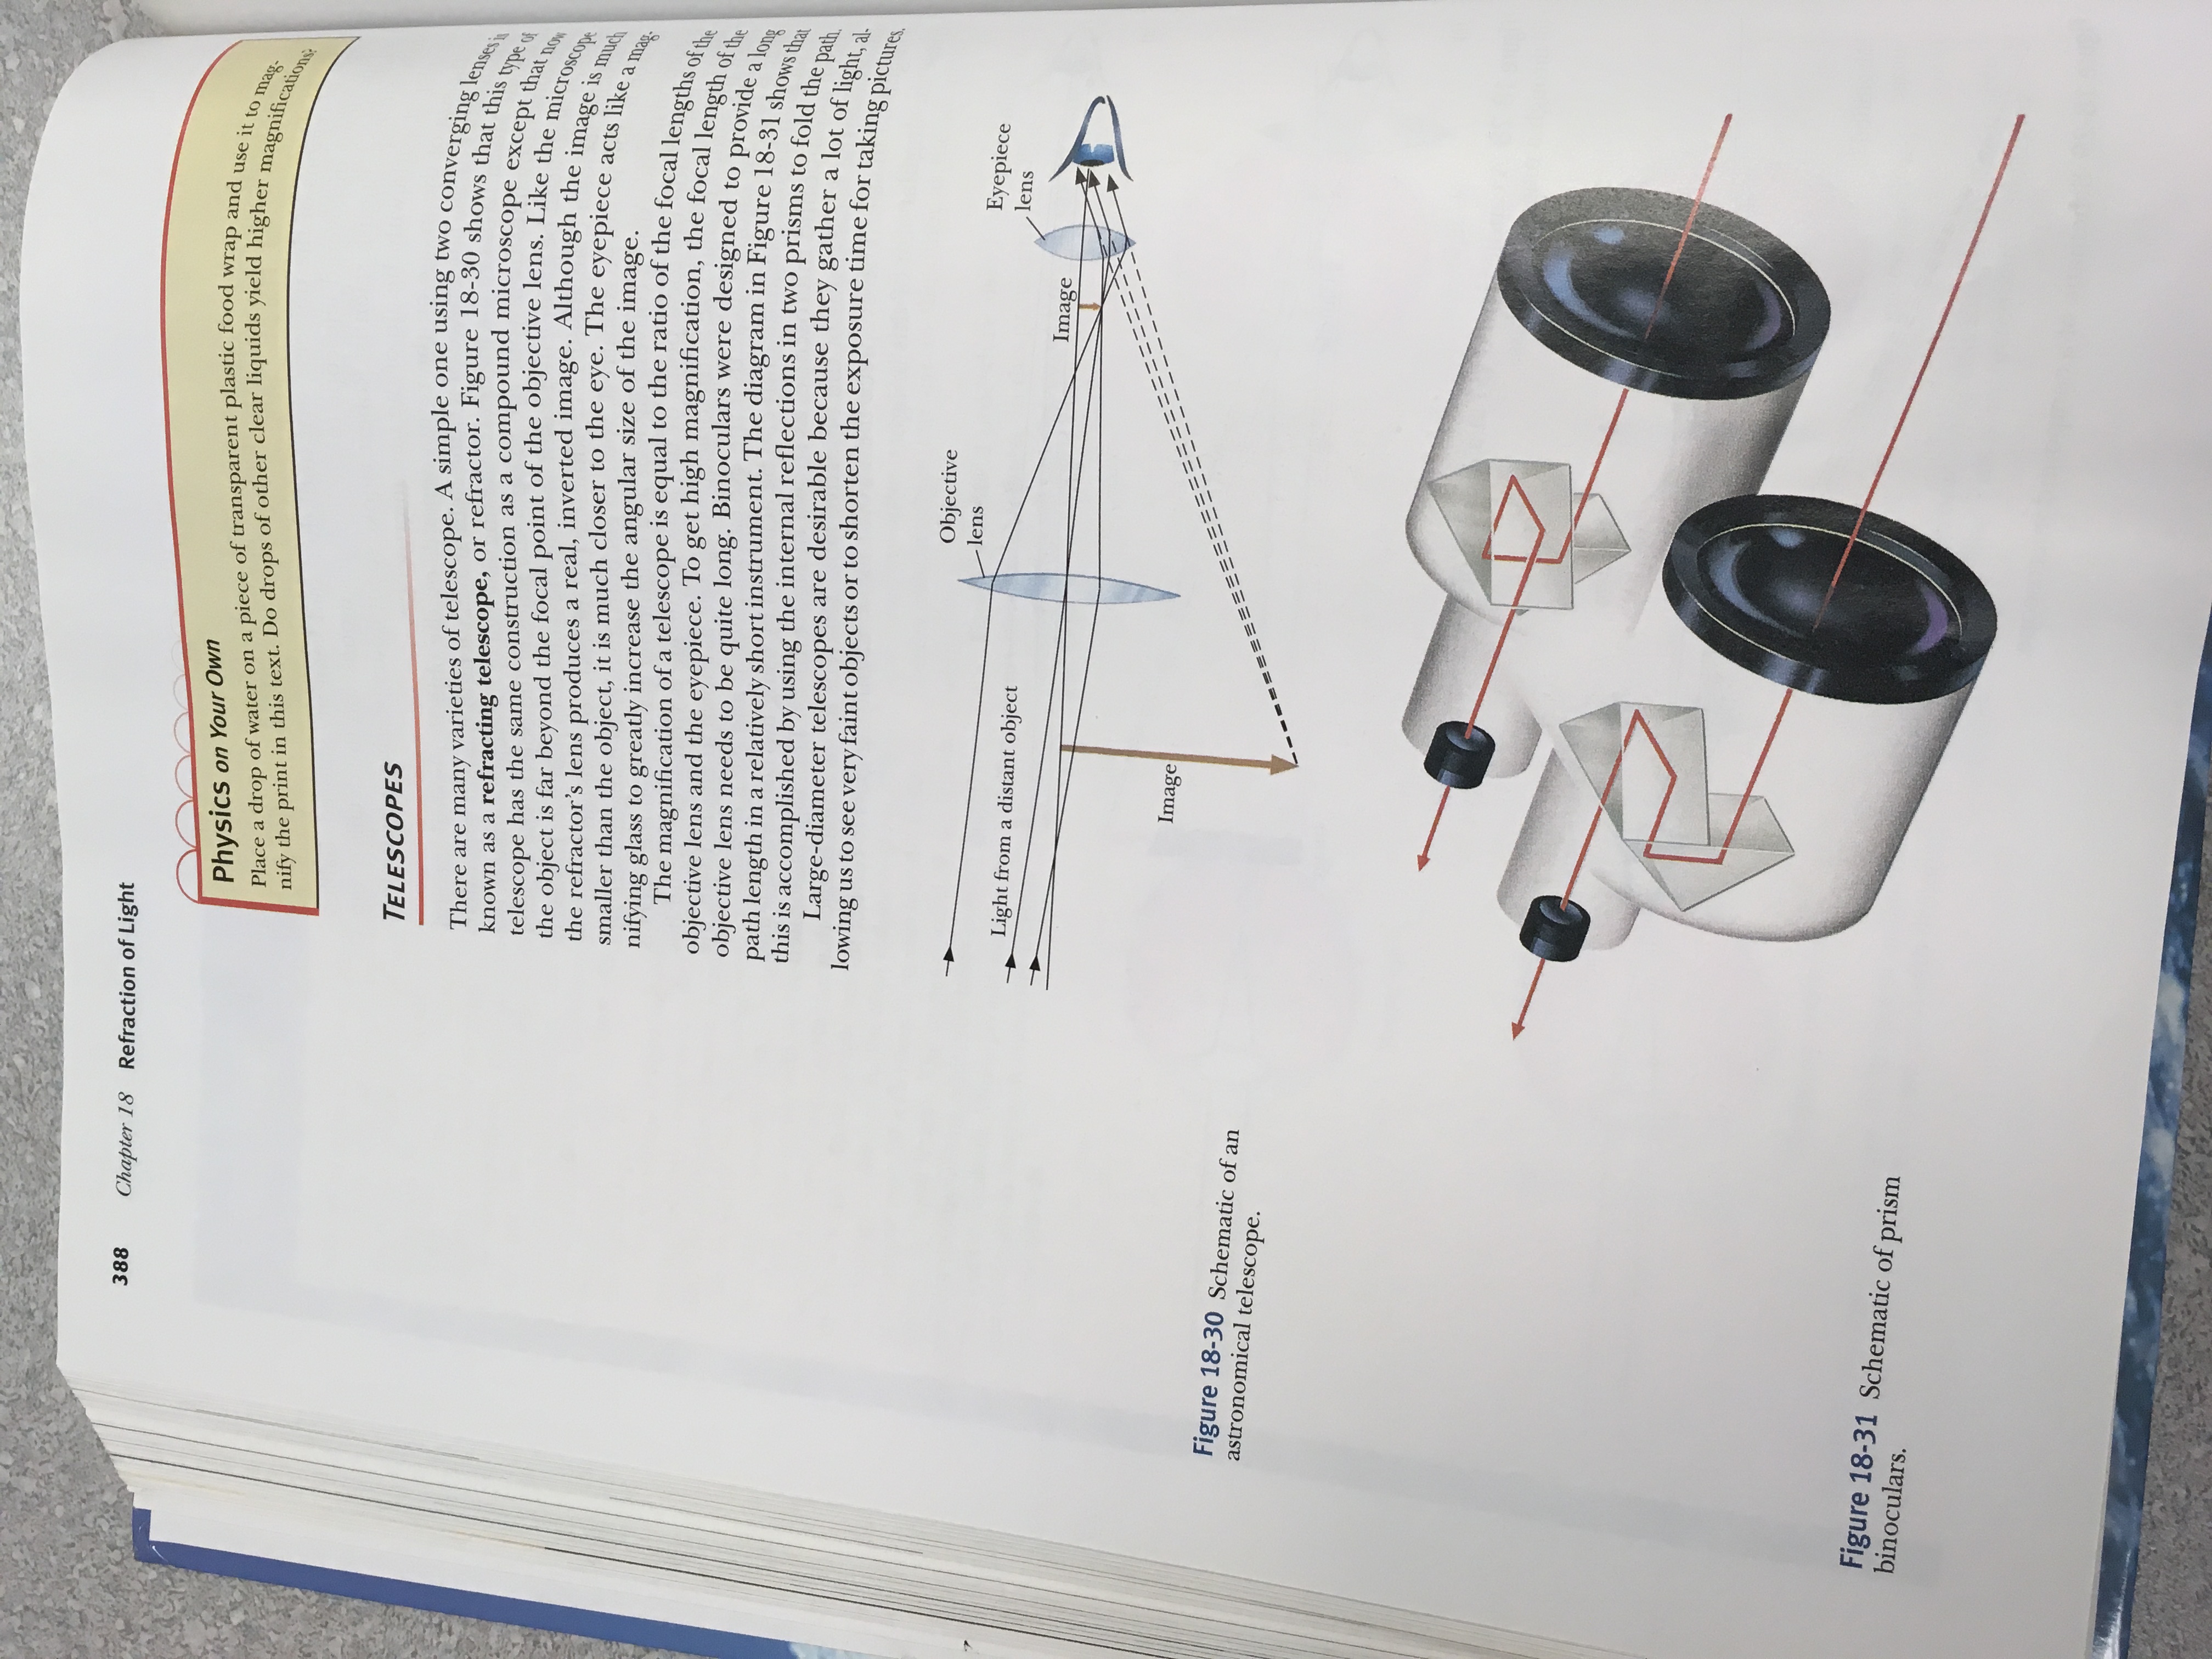 388 Chapter 18 Refraction of Light
Physics on Your Own
Place a drop of water on a piece of transparent plastic food wrap and use it to mag-
nify the print in this text. Do drops of other clear liquids yield higher magnifications?
TELESCOPES
There are many varieties of telescope. A simple one using two converging lenses is
known as a refracting telescope, or refractor. Figure 18-30 shows that this type of
telescope has the same construction as a compound microscope except that now
the object is far beyond the focal point of the objective lens. Like the microscope
the refractor's lens produces a real, inverted image. Although the image is much
smaller than the object, it is much closer to the eye. The eyepiece acts like a mag-
nifying glass to greatly increase the angular size of the image.
The magnification of a telescope is equal to the ratio of the focal lengths of the
objective lens and the eyepiece. To get high magnification, the focal length of the
objective lens needs to be quite long. Binoculars were designed to provide a long
path length in a relatively short instrument. The diagram in Figure 18-31 shows that
this is accomplished by using the internal reflections in two prisms to fold the path.
Large-diameter telescopes are desirable because they gather a lot of light, al-
lowing us to see very faint objects or to shorten the exposure time for taking pictures.
Objective
lens
Light from a distant object
Eyepiece
lens
Image
Image
Figure 18-30 Schematic of an
astronomical telescope.
Figure 18-31 Schematic of prism
binoculars.